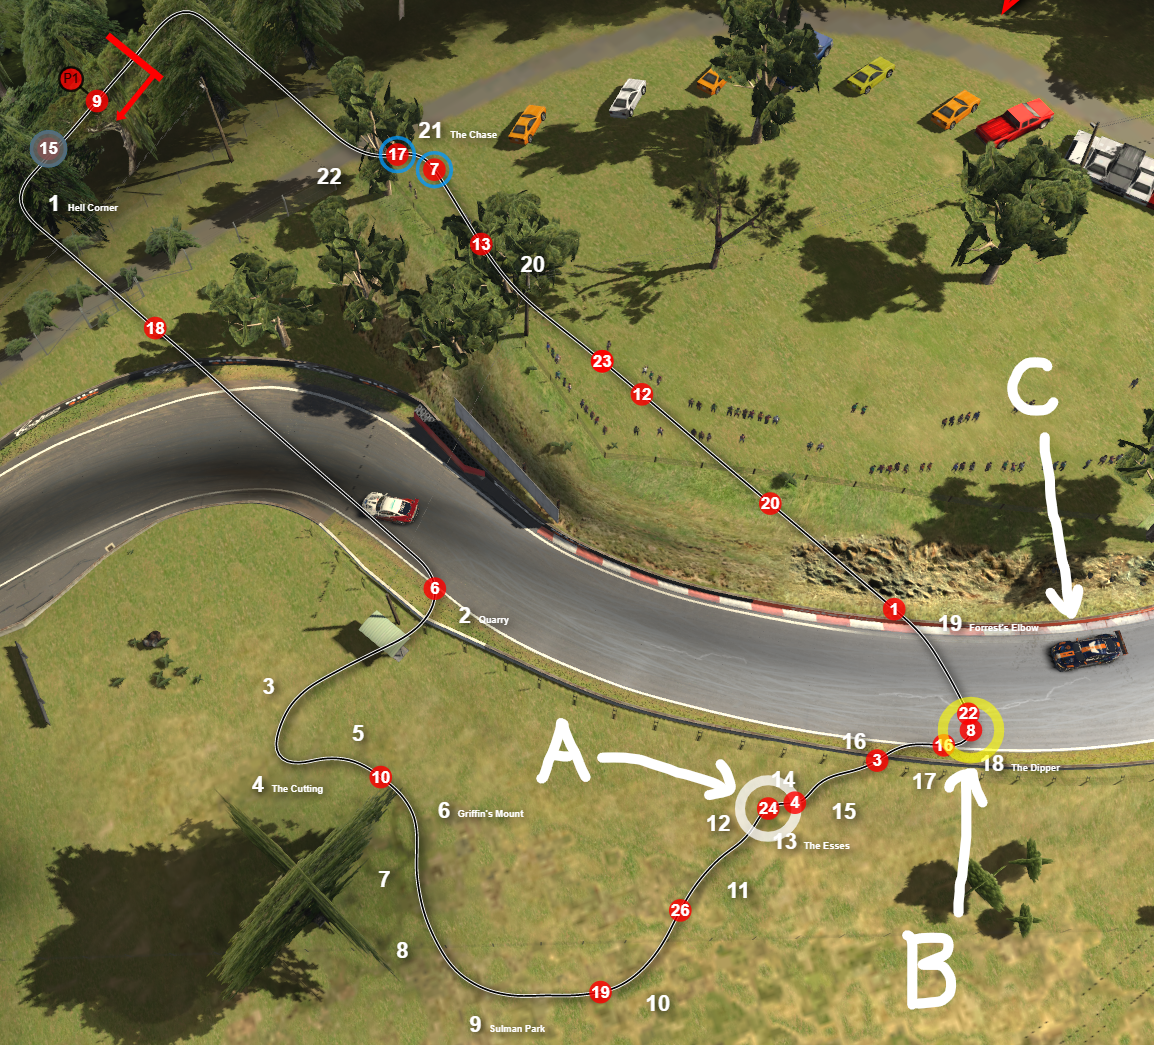 P1
9
15
1 Hell Corner
21 The Chase
17
7
22
13
20
18
23
12
C
20
6
2 Quarry
1
19 Forrest's Elbow
3
22
8
5
16
16
A
3
18 The Dipper
10
4 The Cutting
14
17
24
4
15
6 Griffin's Mount
12
13 The Esses
7
11
26
8
B
19
10
9 Sulman Park